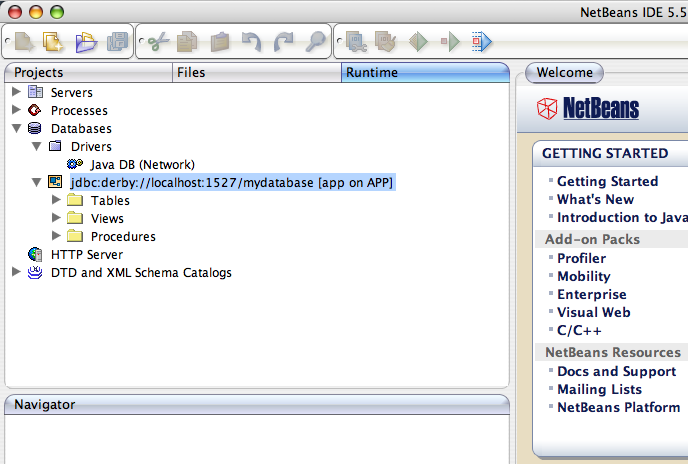 NetBeans IDE 5.5
Projects
Files
Runtime
Servers
Processes
Databases
Drivers
Java DB (Network)
jdbc:derby://localhost:1527/mydatabase [app on APP]
Tables
Views
Procedures
HTTP Server
DTD and XML Schema Catalogs
Navigator
Welcome
NetBeans
GETTING STARTED
Getting Started
What's New
Introduction to Java
Add-on Packs
Profiler
Mobility
Enterprise
Visual Web
C/C++
NetBeans Resources
Docs and Support
Mailing Lists
NetBeans Platform